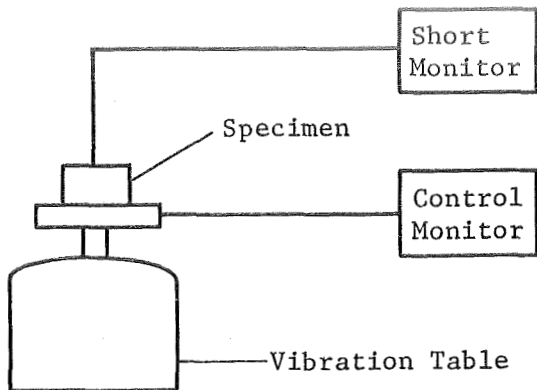 Short
Monitor
Specimen
Control
Monitor
Vibration Table